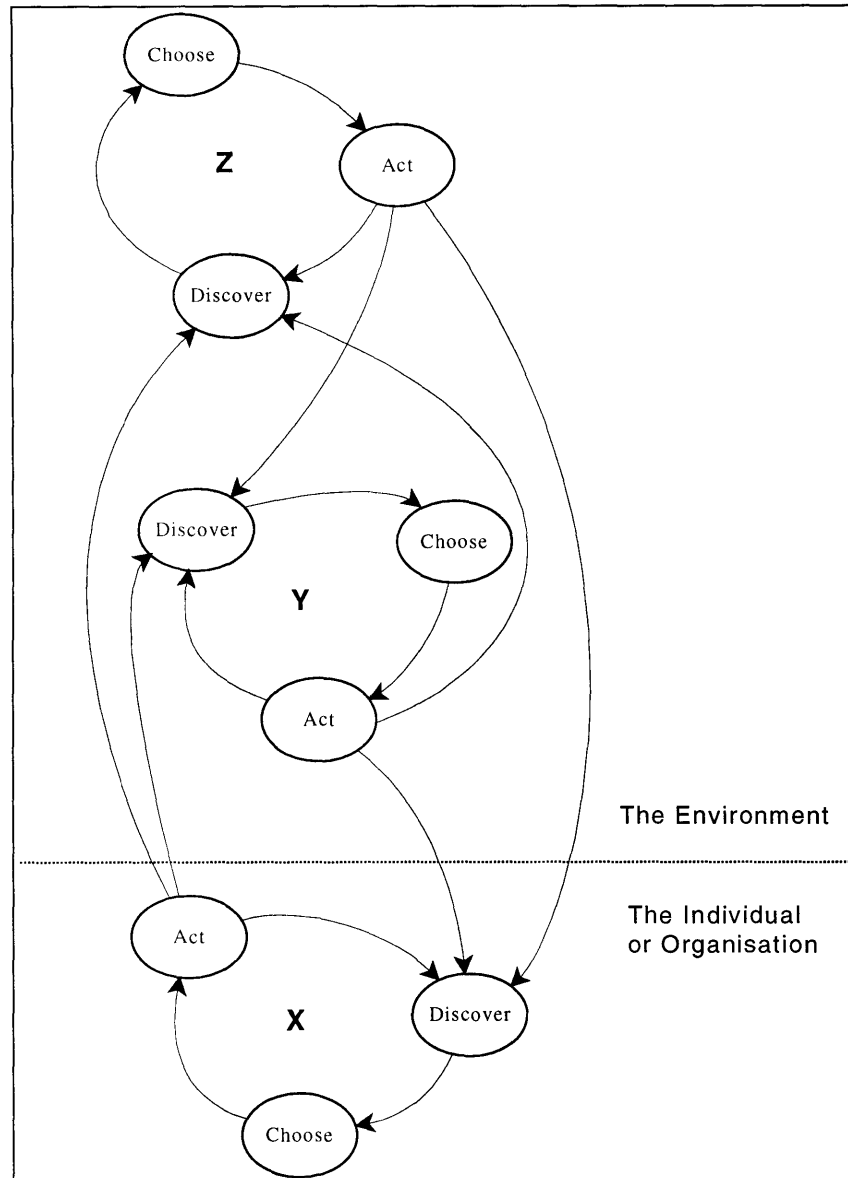 Choose
Z
Act
Discover
Discover
Choose
Y
Act
The Environment
Act
The Individual
or Organisation
X
Discover
Choose